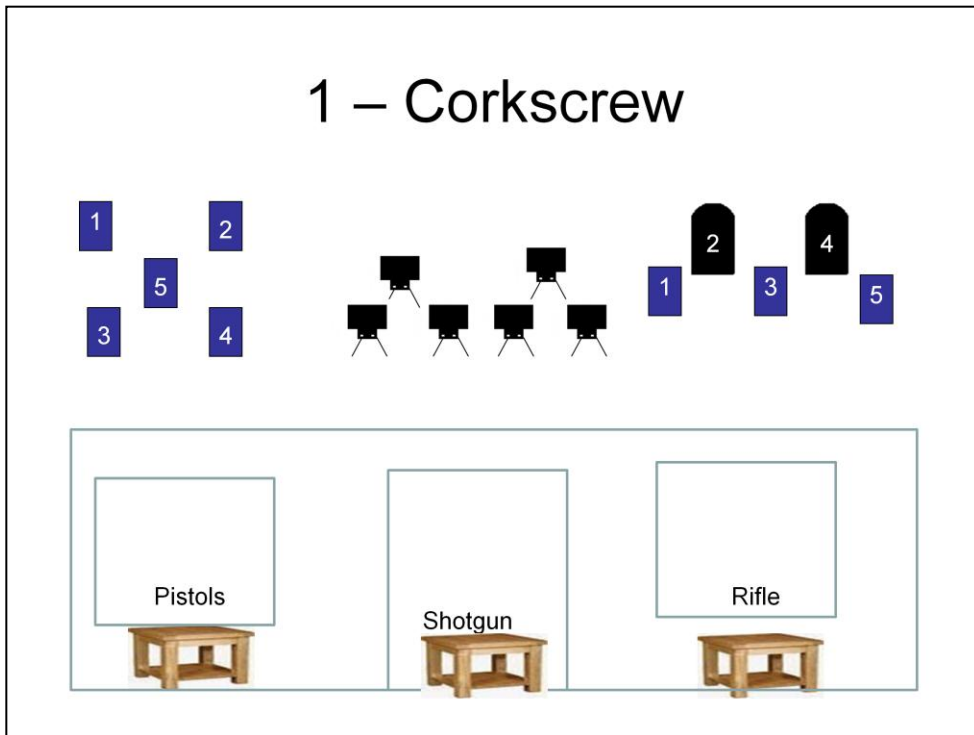 1 – Corkscrew
1 2
5
3 4
2 4
1 3 5
Pistols
Shotgun
Rifle